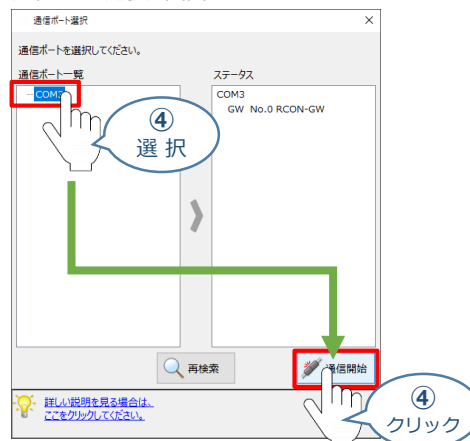 通信ポート選択
通信ポートを選択してください。
通信ポート一覧
ステータス
COM3
COM3
GW No.0 RCON-GW
④
選 択
再検索
通信開始
詳しい説明を見る場合は、
ここをクリックしてください。
④
クリック